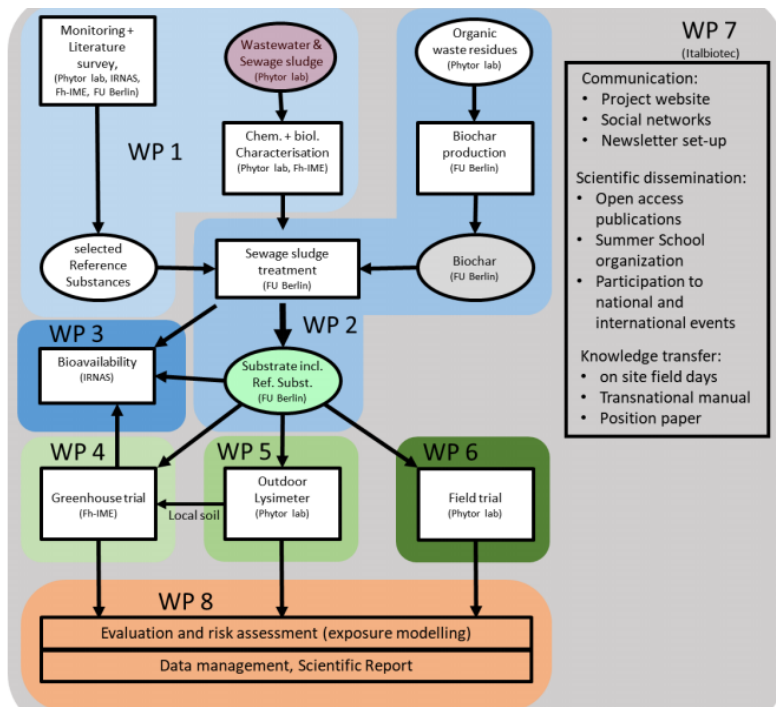 Monitoring +
Literature
survey,
(Phytor lab, IRNAS,
Fh-IME, FU Berlin)
Wastewater &
Sewage sludge
(Phytor lab)
Organic
waste residues
(Phytor lab)
WP 1
Chem. + biol.
Characterisation
(Phytor lab, Fh-IME)
Biochar
production
(FU Berlin)
selected
Reference
Substances
Sewage sludge
treatment
(FU Berlin)
Biochar
(FU Berlin)
WP 2
WP 3
Bioavailability
(IRNAS)
Substrate incl.
Ref. Subst.
(FU Berlin)
WP 4
Greenhouse trial
(Fh-IME)
Local soil
WP 5
Outdoor
Lysimeter
(Phytor lab)
WP 6
Field trial
(Phytor lab)
WP 8
Evaluation and risk assessment (exposure modelling)
Data management, Scientific Report
WP 7
(Italbiotec)
Communication:
• Project website
• Social networks
• Newsletter set-up
Scientific dissemination:
• Open access
publications
• Summer School
organization
• Participation to
national and
international events
Knowledge transfer:
• on site field days
• Transnational manual
• Position paper